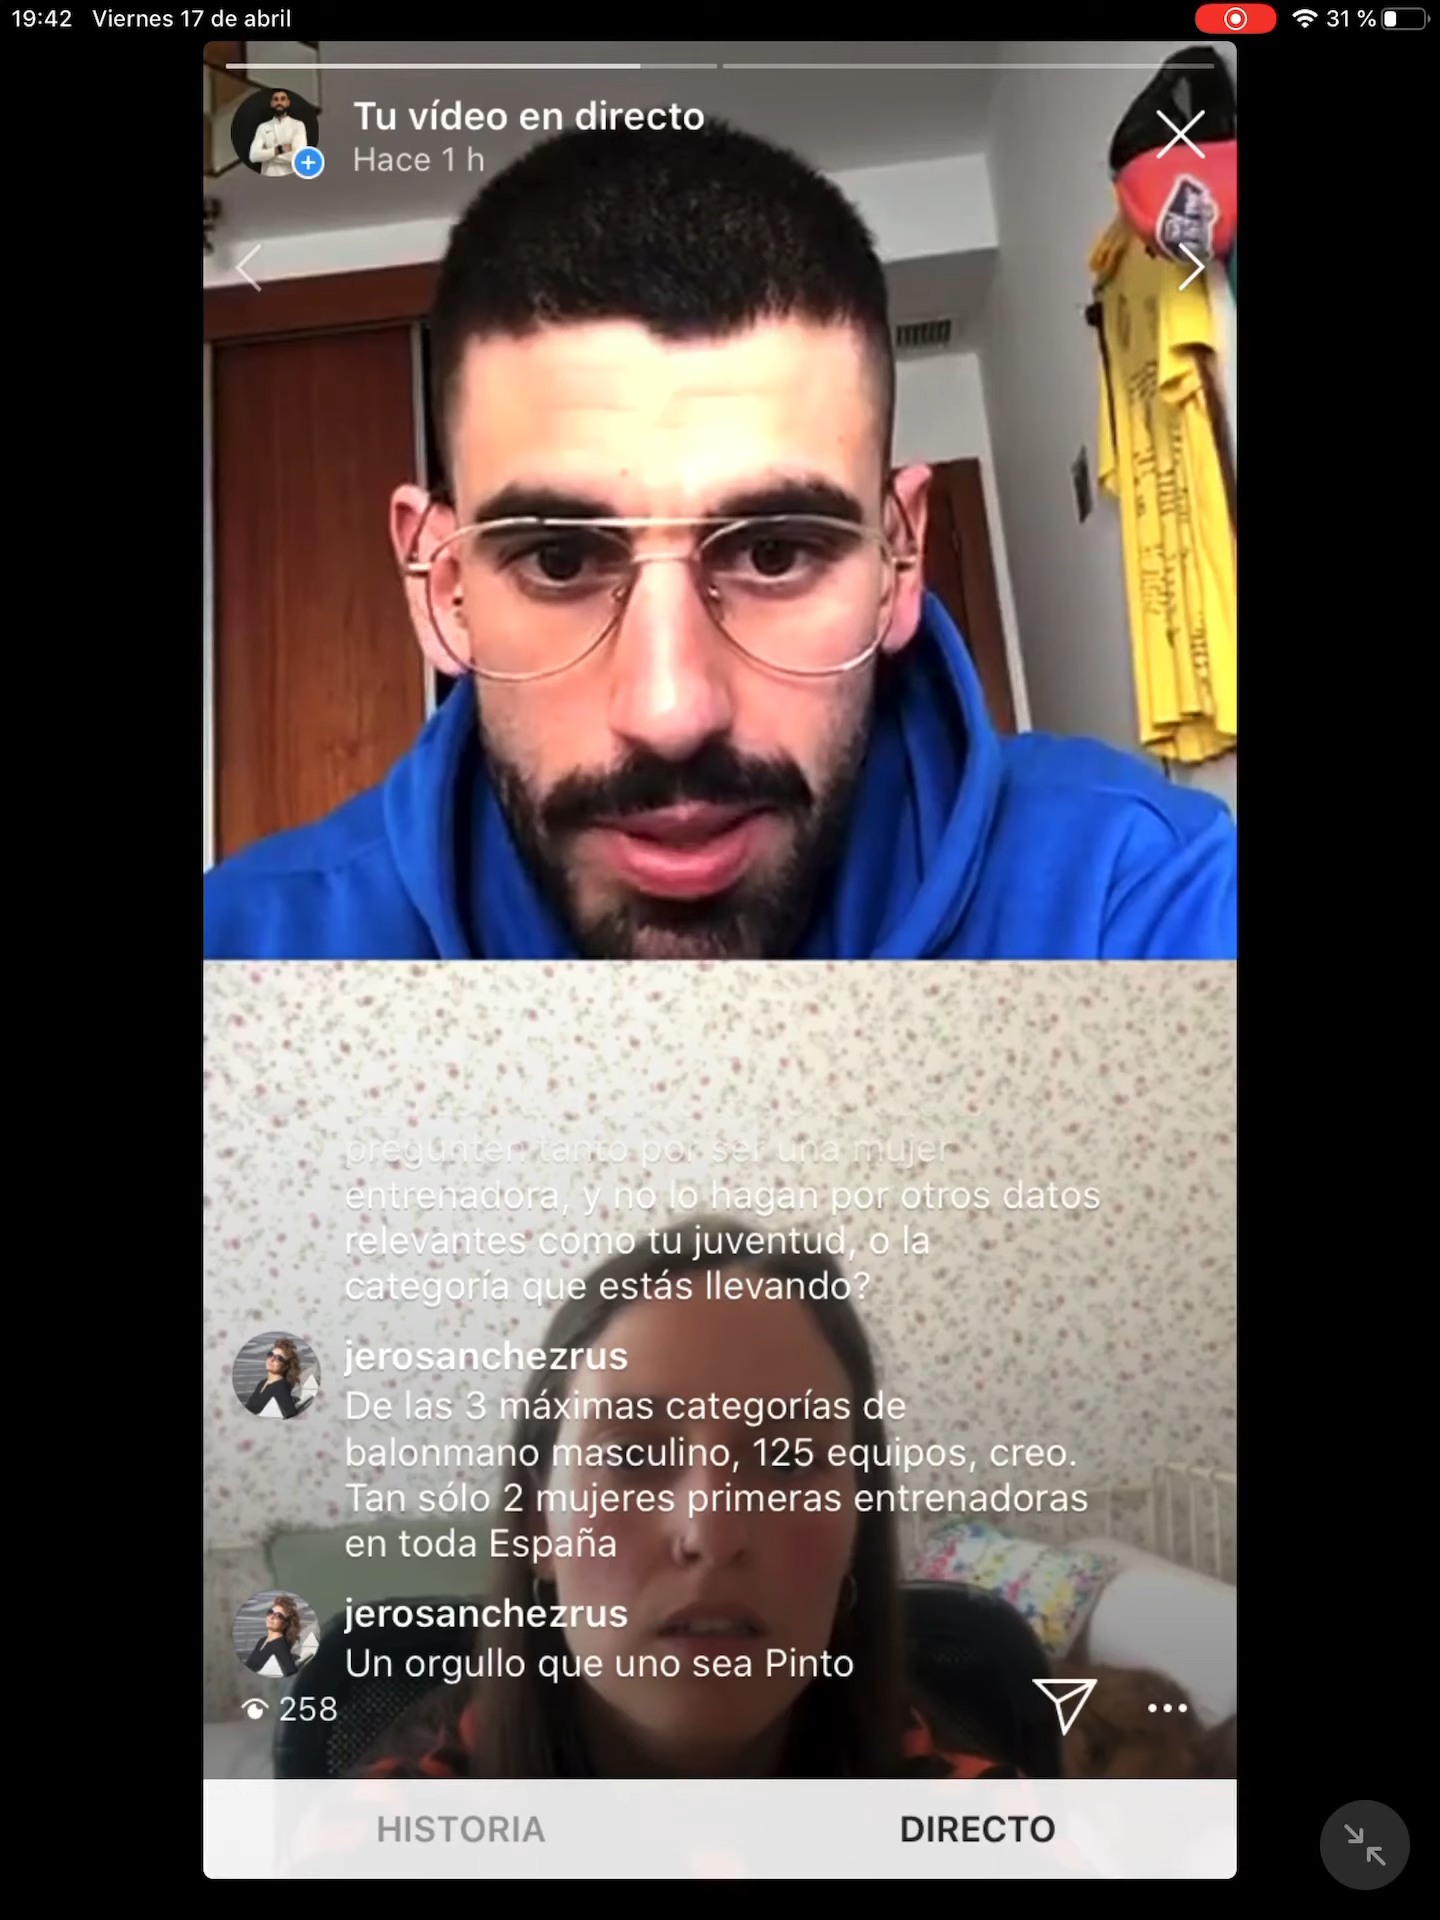 19:42 Viernes 17 de abril
31 %
Tu vídeo en directo
Hace 1 h
pregunten tanto por ser una mujer
entrenadora, y no lo hagan por otros datos
relevantes como tu juventud, o la
categoría que estás llevando?
jerosanchezrus
De las 3 máximas categorías de
balonmano masculino, 125 equipos, creo.
Tan sólo 2 mujeres primeras entrenadoras
en toda España
jerosanchezrus
Un orgullo que uno sea Pinto
258
HISTORIA
DIRECTO